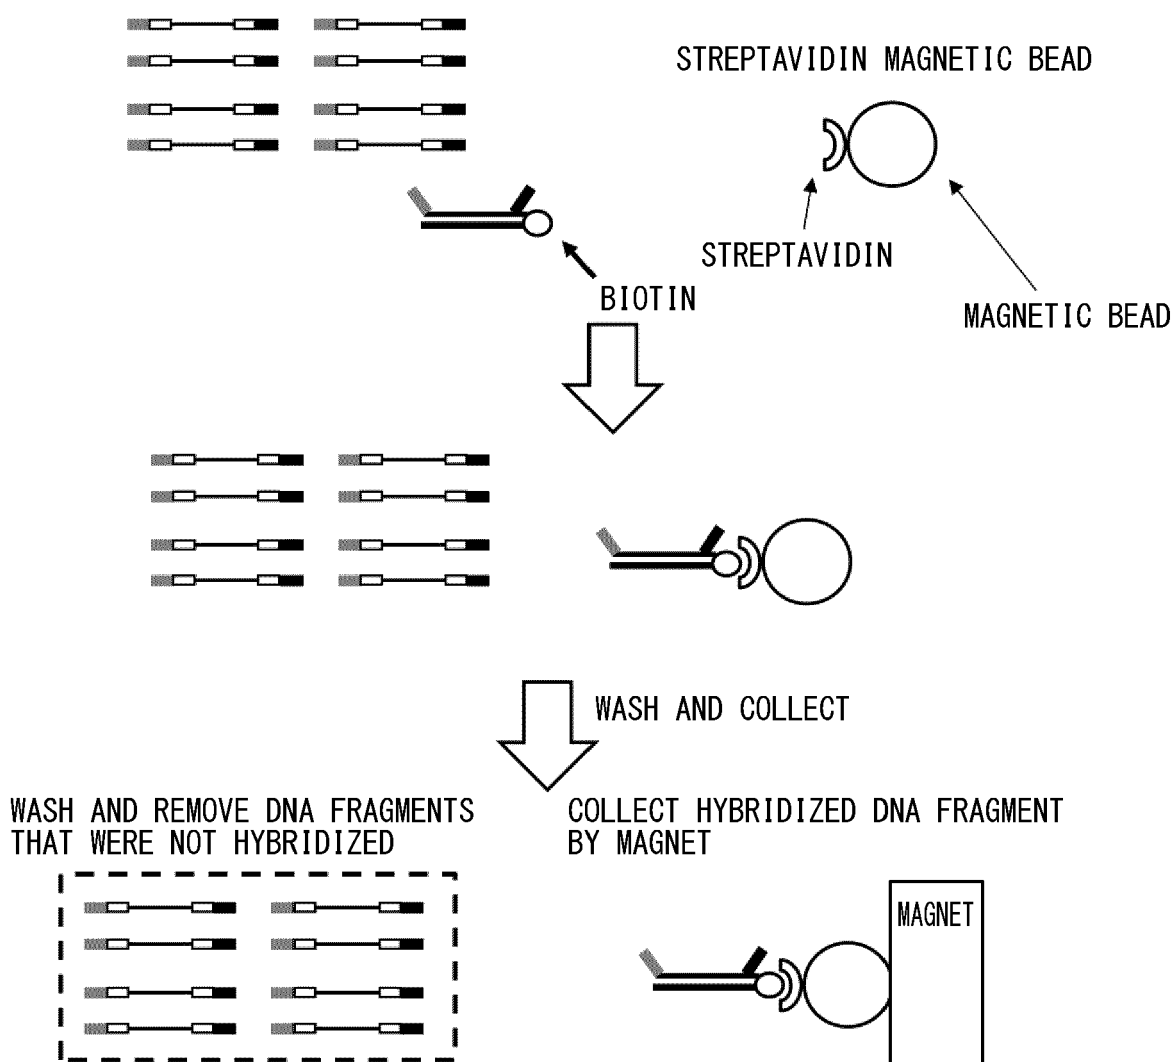 STREPTAVIDIN MAGNETIC BEAD
STREPTAVIDIN
BIOTIN
MAGNETIC BEAD
WASH AND COLLECT
WASH AND REMOVE DNA FRAGMENTS
THAT WERE NOT HYBRIDIZED
COLLECT HYBRIDIZED DNA FRAGMENT
BY MAGNET
MAGNET